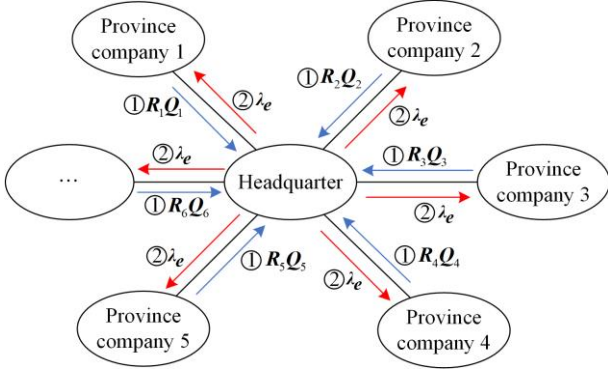 Province
company 1
Province
company 2
②λₑ
①R₁Q₁
①R₂Q₂
②λₑ
...
②λₑ
①R₆Q₆
Headquarter
①R₃Q₃
②λₑ
Province
company 3
②λₑ
①R₅Q₅
②λₑ
①R₄Q₄
Province
company 5
Province
company 4